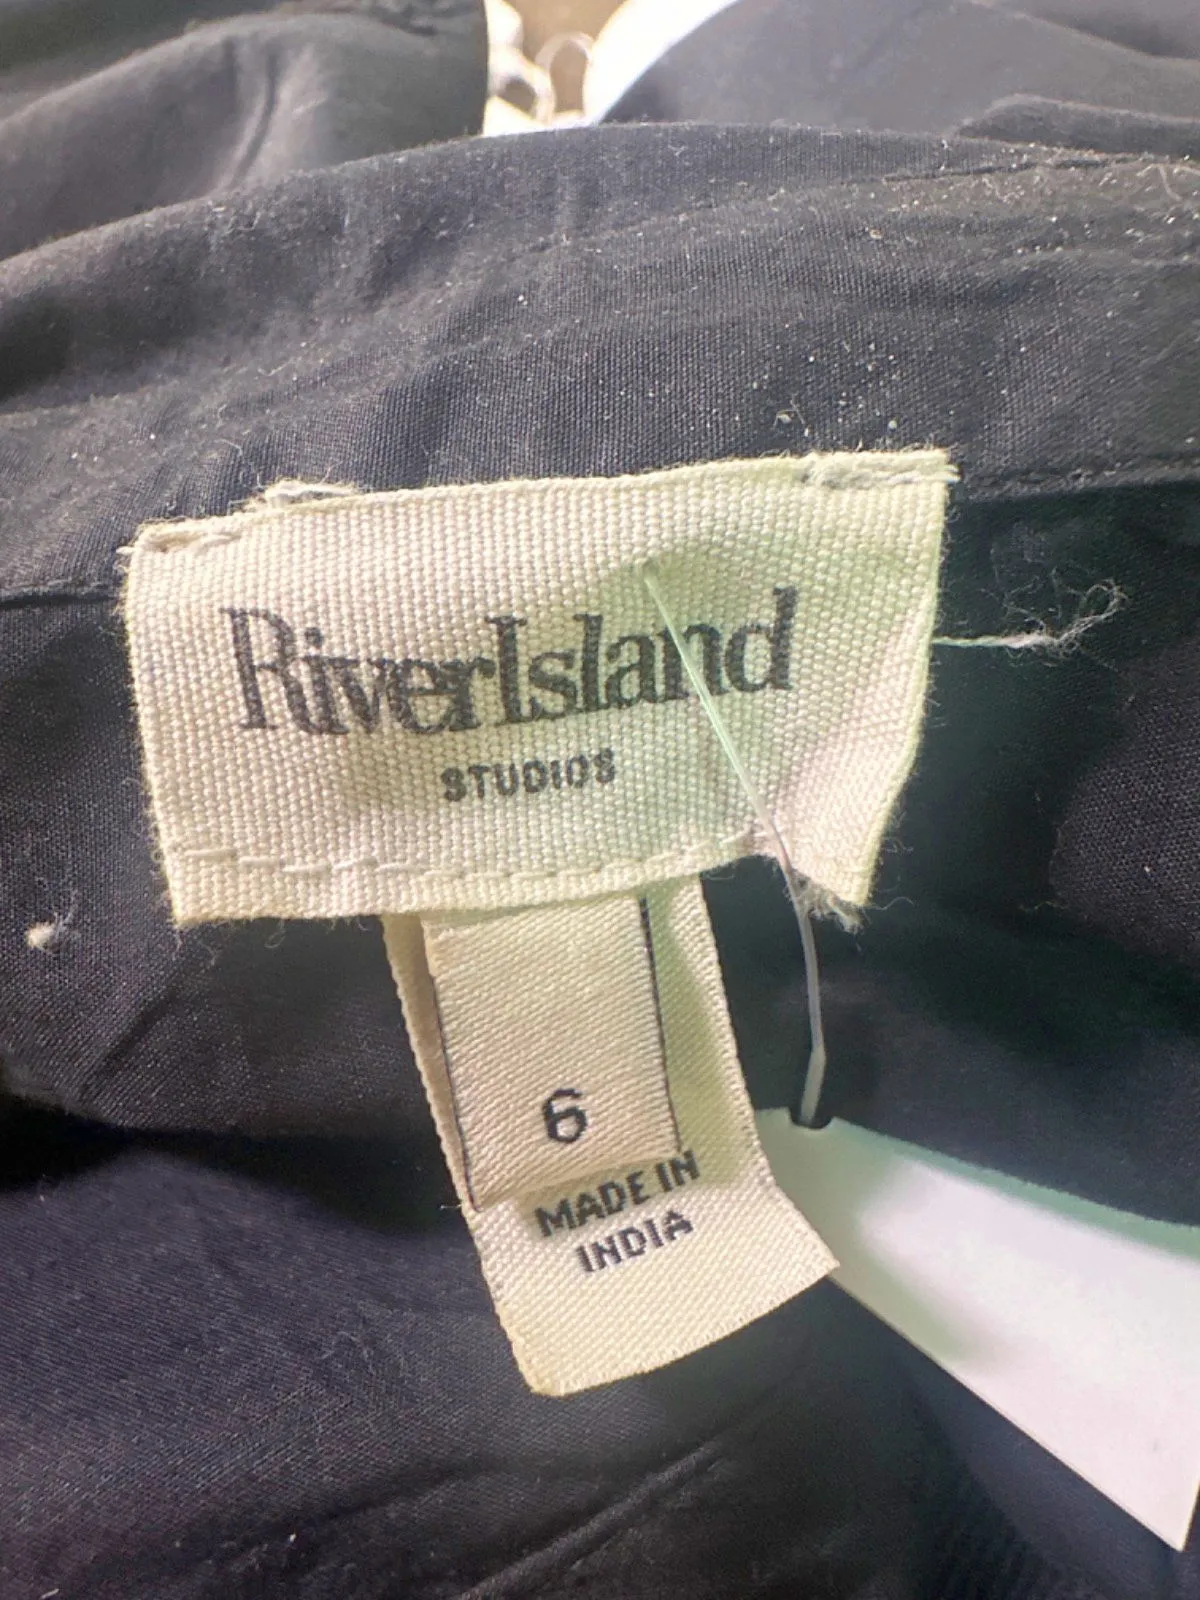 RiverIsland
STUDIOS
6
MADE IN
INDIA